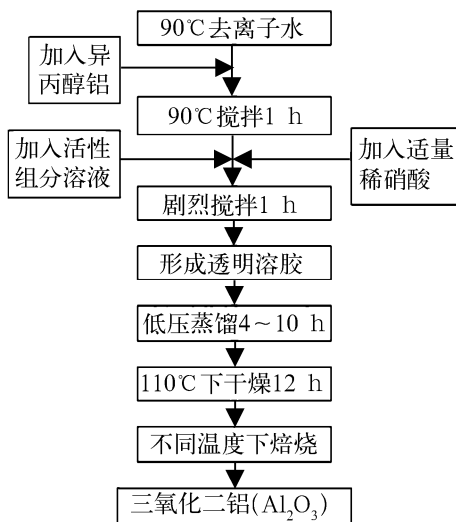 90℃去离子水
加入异
丙醇铝
90℃搅拌1 h
加入活性
组分溶液
加入适量
稀硝酸
剧烈搅拌1 h
形成透明溶胶
低压蒸馏4~10 h
110℃下干燥12 h
不同温度下焙烧
三氧化二铝(Al₂O₃)